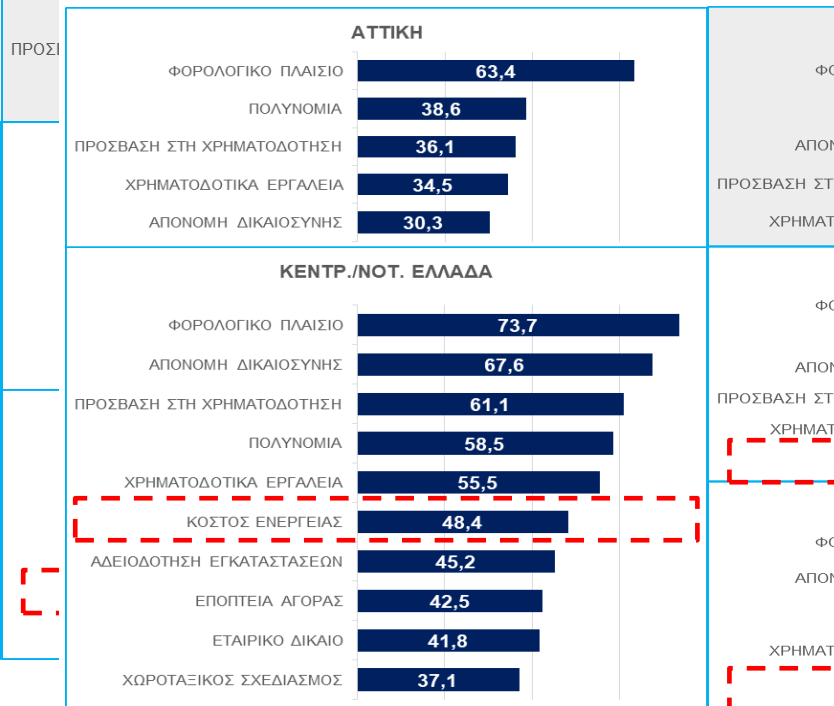 ΑΤΤΙΚΗ
ΦΟΡΟΛΟΓΙΚΟ ΠΛΑΙΣΙΟ 63,4
ΠΟΛΥΝΟΜΙΑ 38,6
ΠΡΟΣΒΑΣΗ ΣΤΗ ΧΡΗΜΑΤΟΔΟΤΗΣΗ 36,1
ΧΡΗΜΑΤΟΔΟΤΙΚΑ ΕΡΓΑΛΕΙΑ 34,5
ΑΠΟΝΟΜΗ ΔΙΚΑΙΟΣΥΝΗΣ 30,3
ΚΕΝΤΡ./ΝΟΤ. ΕΛΛΑΔΑ
ΦΟΡΟΛΟΓΙΚΟ ΠΛΑΙΣΙΟ 73,7
ΑΠΟΝΟΜΗ ΔΙΚΑΙΟΣΥΝΗΣ 67,6
ΠΡΟΣΒΑΣΗ ΣΤΗ ΧΡΗΜΑΤΟΔΟΤΗΣΗ 61,1
ΠΟΛΥΝΟΜΙΑ 58,5
ΧΡΗΜΑΤΟΔΟΤΙΚΑ ΕΡΓΑΛΕΙΑ 55,5
ΚΟΣΤΟΣ ΕΝΕΡΓΕΙΑΣ 48,4
ΑΔΕΙΟΔΟΤΗΣΗ ΕΓΚΑΤΑΣΤΑΣΕΩΝ 45,2
ΕΠΟΠΤΕΙΑ ΑΓΟΡΑΣ 42,5
ΕΤΑΙΡΙΚΟ ΔΙΚΑΙΟ 41,8
ΧΩΡΟΤΑΞΙΚΟΣ ΣΧΕΔΙΑΣΜΟΣ 37,1
ΠΡΟΣΒΑΣΗ
ΠΡΟΣΒΑΣΗ